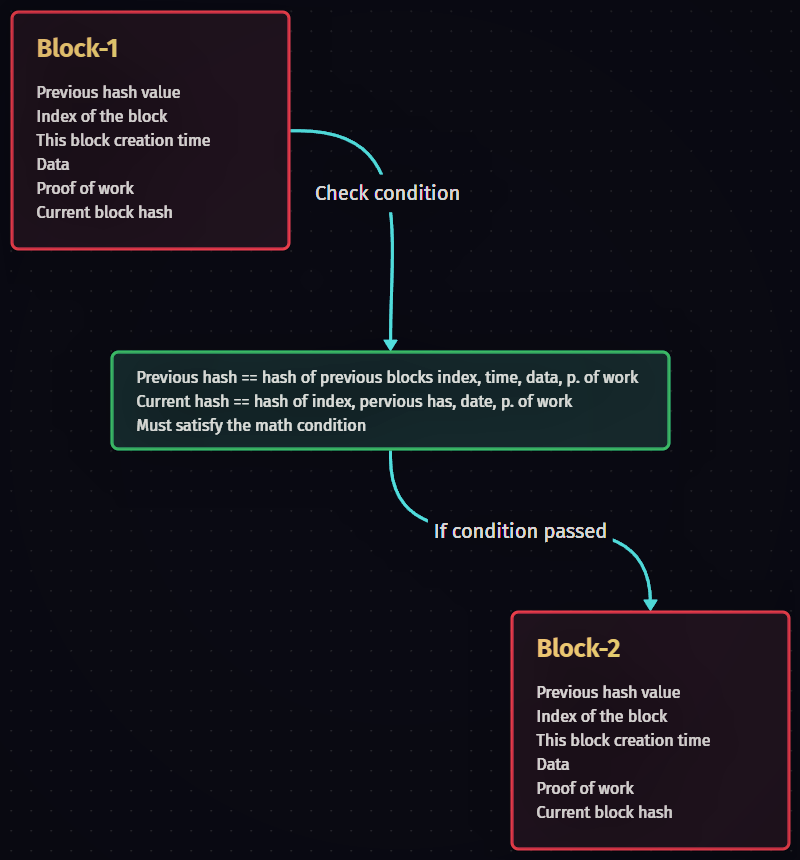 Block-1
Previous hash value
Index of the block
This block creation time
Data
Proof of work
Current block hash
Check condition
Previous hash == hash of previous blocks index, time, data, p. of work
Current hash == hash of index, pervious has, date, p. of work
Must satisfy the math condition
If condition passed
Block-2
Previous hash value
Index of the block
This block creation time
Data
Proof of work
Current block hash